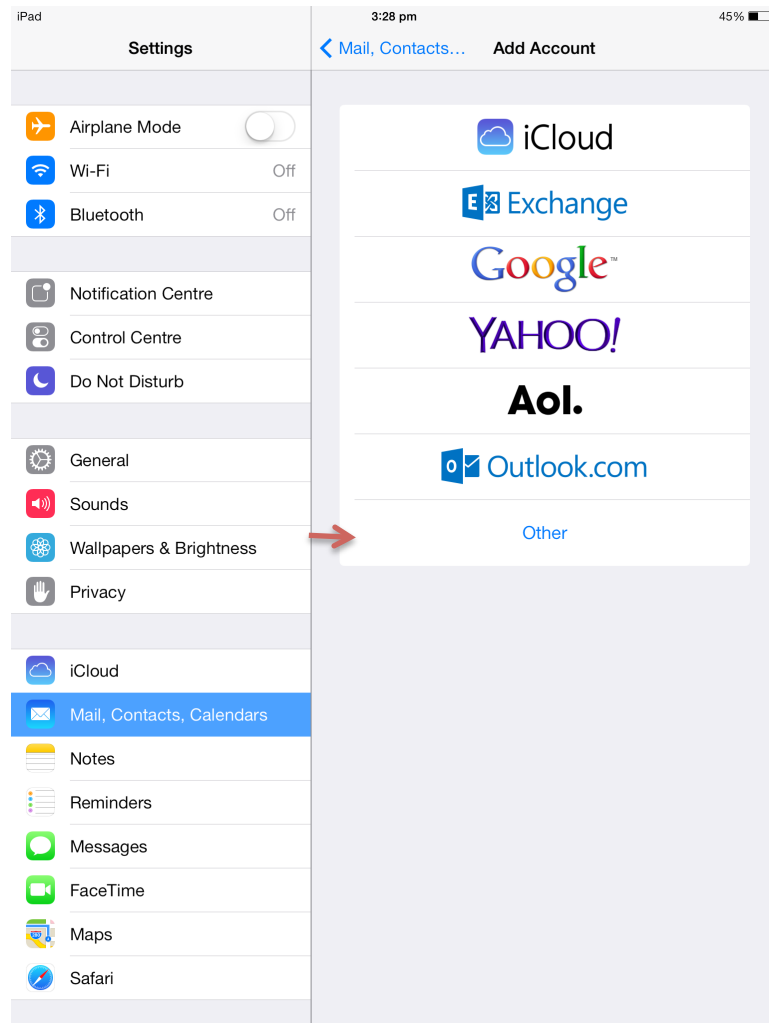 iPad 3:28 pm 45%
Settings
Mail, Contacts... Add Account
Airplane Mode
Wi-Fi Off
Bluetooth Off
Notification Centre
Control Centre
Do Not Disturb
General
Sounds
Wallpapers & Brightness
Privacy
iCloud
Mail, Contacts, Calendars
Notes
Reminders
Messages
FaceTime
Maps
Safari
iCloud
E Exchange
Google™
YAHOO!
Aol.
O Outlook.com
Other